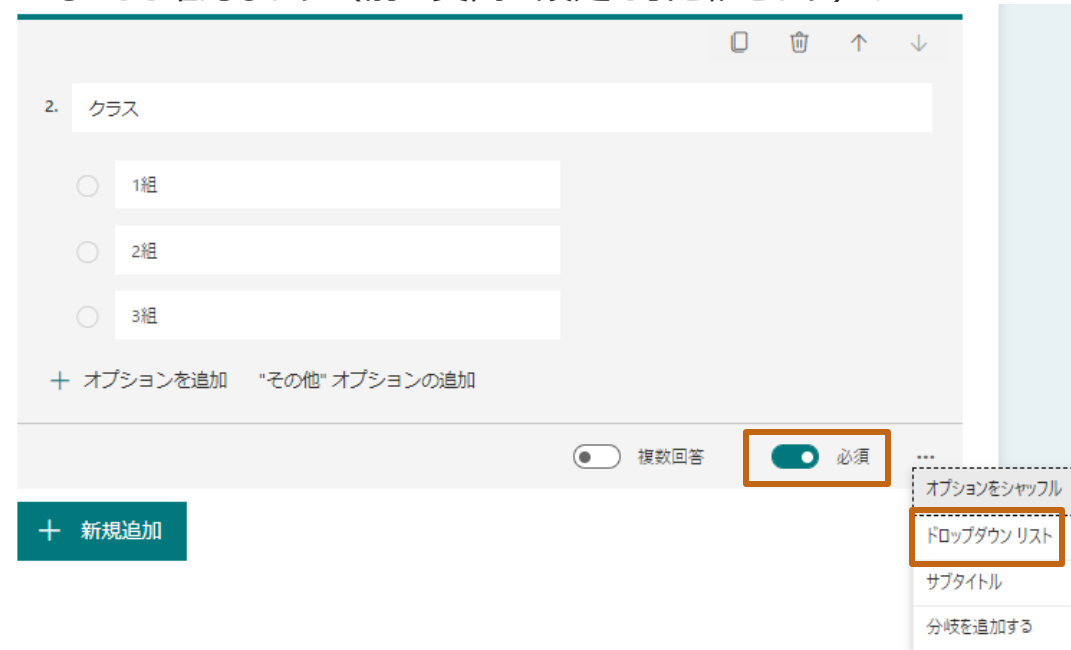 2. クラス
1組
2組
3組
＋ オプションを追加 "その他" オプションの追加
複数回答 必須 …
オプションをシャッフル
＋ 新規追加
ドロップダウン リスト
サブタイトル
分岐を追加する